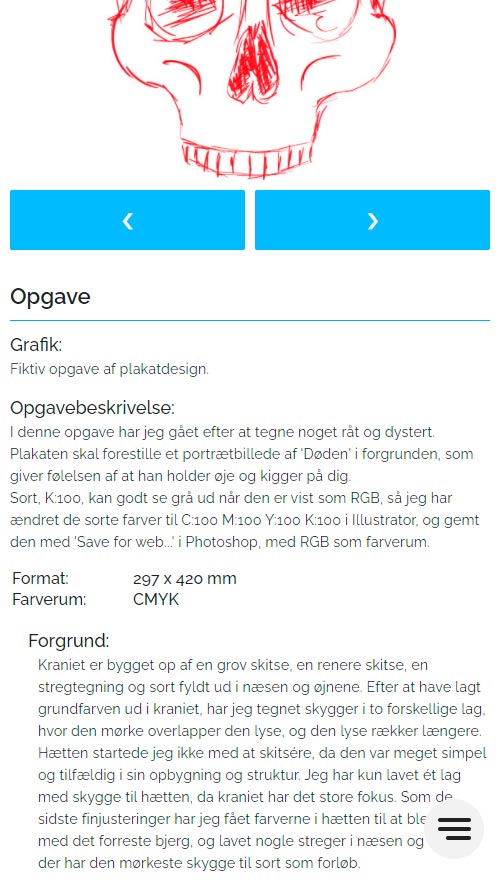 Opgave
Grafik:
Fiktiv opgave af plakatdesign.
Opgavebeskrivelse:
I denne opgave har jeg gået efter at tegne noget råt og dystert.
Plakaten skal forestille et portrætbillede af 'Døden' i forgrunden, som
giver følelsen af at han holder øje og kigger på dig.
Sort, K:100, kan godt se grå ud når den er vist som RGB, så jeg har
ændret de sorte farver til C:100 M:100 Y:100 K:100 i Illustrator, og gemt
den med 'Save for web...' i Photoshop, med RGB som farverum.
Format: 297 x 420 mm
Farverum: CMYK
Forgrund:
Kraniet er bygget op af en grov skitse, en renere skitse, en
stregtegning og sort fyldt ud i næsen og øjnene. Efter at have lagt
grundfarven ud i kraniet, har jeg tegnet skygger i to forskellige lag,
hvor den mørke overlapper den lyse, og den lyse rækker længere.
Hætten startede jeg ikke med at skitsére, da den var meget simpel
og tilfældig i sin opbygning og struktur. Jeg har kun lavet ét lag
med skygge til hætten, da kraniet har det store fokus. Som de
sidste finjusteringer har jeg fået farverne i hætten til at
med det forreste bjerg, og lavet nogle streger i næsen og
der har den mørkeste skygge til sort som forløb.